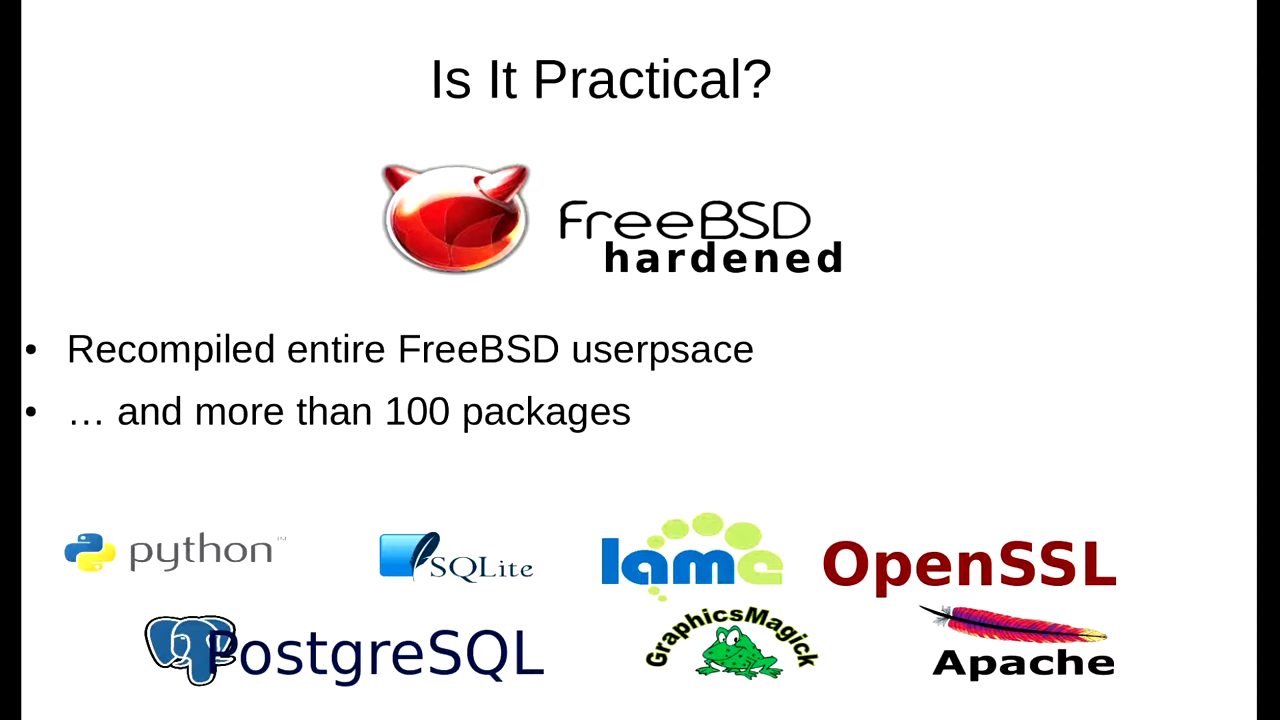 Is It Practical?
FreeBSD
hardened
• Recompiled entire FreeBSD userpsace
• … and more than 100 packages
python™
SQLite
lame
OpenSSL
PostgreSQL
GraphicsMagick
Apache